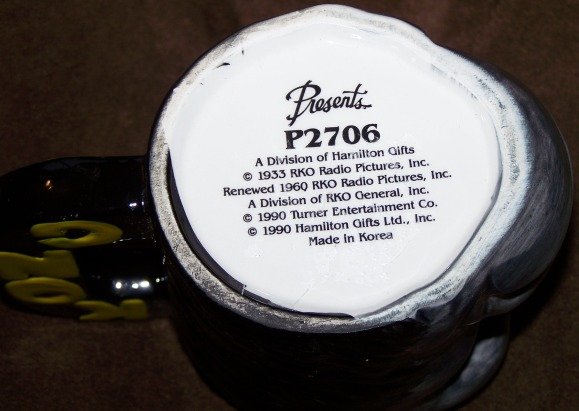 Presents
P2706
A Division of Hamilton Gifts
© 1933 RKO Radio Pictures, Inc.
Renewed 1960 RKO Radio Pictures, Inc.
A Division of RKO General, Inc.
© 1990 Turner Entertainment Co.
© 1990 Hamilton Gifts Ltd., Inc.
Made in Korea